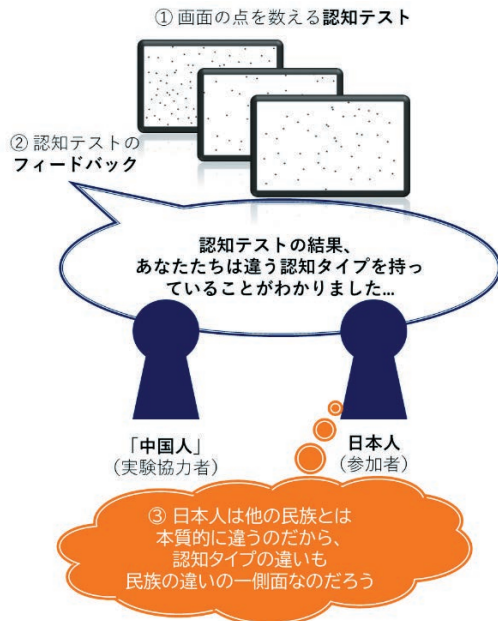 ① 画面の点を数える認知テスト
② 認知テストの
フィードバック
認知テストの結果、
あなたたちは違う認知タイプを持っ
ていることがわかりました...
「中国人」
（実験協力者）
日本人
（参加者）
③ 日本人は他の民族とは
本質的に違うのだから、
認知タイプの違いも
民族の違いの一側面なのだろう